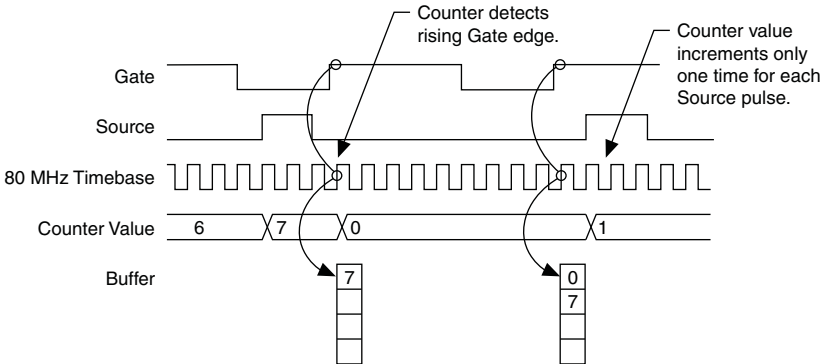 Counter detects
rising Gate edge.
Counter value
increments only
one time for each
Source pulse.
Gate
Source
80 MHz Timebase
Counter Value 6 7 0 1
Buffer 7 0
7